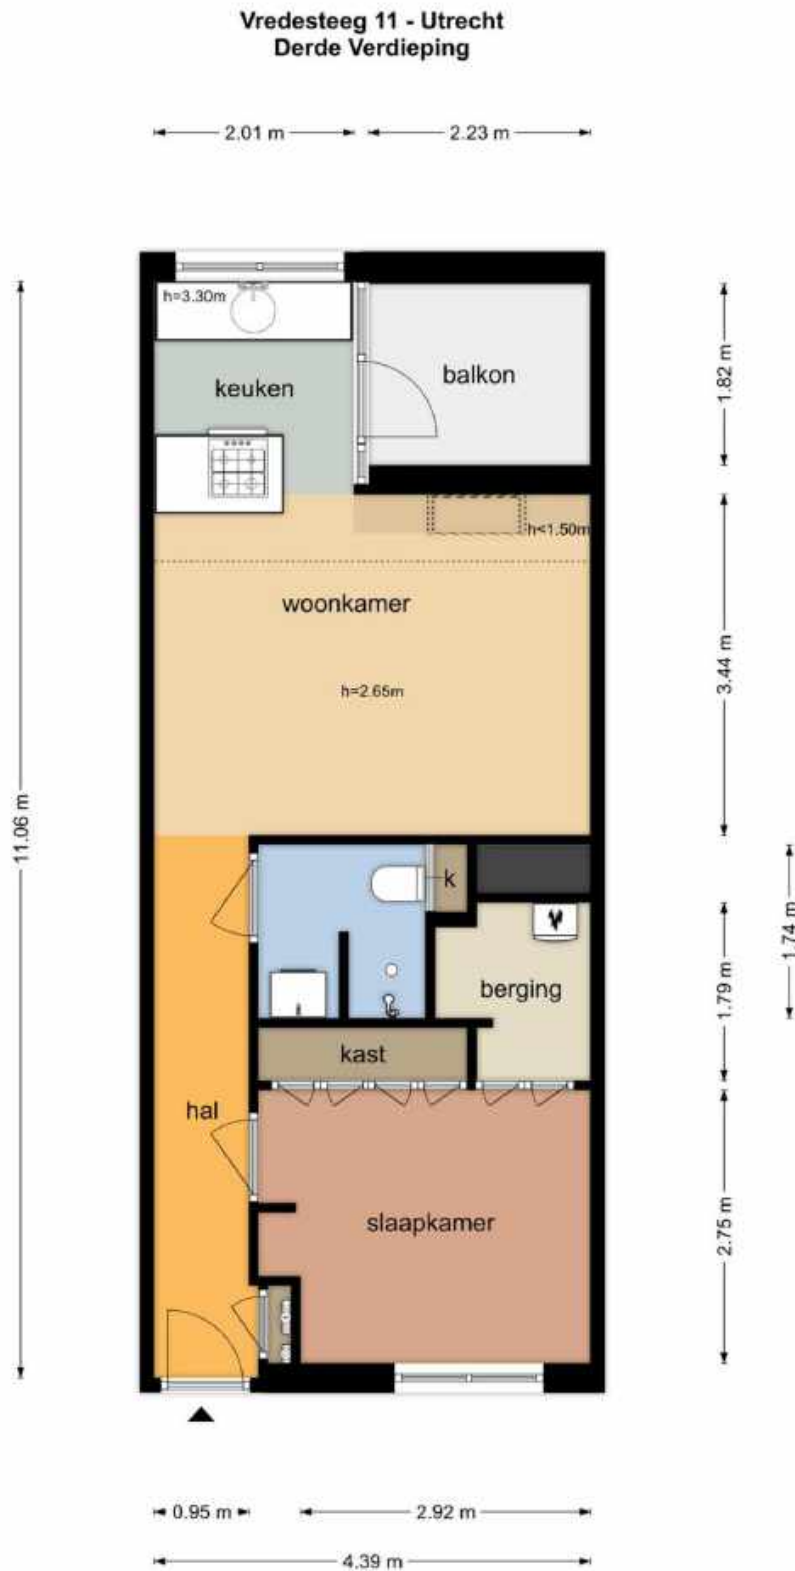 Vredesteeg 11 - Utrecht
Derde Verdieping
2.01 m
2.23 m
h=3.30m
keuken
balkon
1.82 m
h<1.50m
woonkamer
h=2.65m
3.44 m
11.06 m
k
1.74 m
berging
1.79 m
kast
hal
slaapkamer
2.75 m
0.95 m
2.92 m
4.39 m